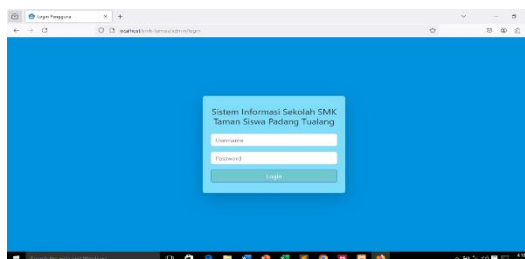 Login Pengguna
Sistem Informasi Sekolah SMK
Taman Siswa Padang Tualang
Username
Password
Login